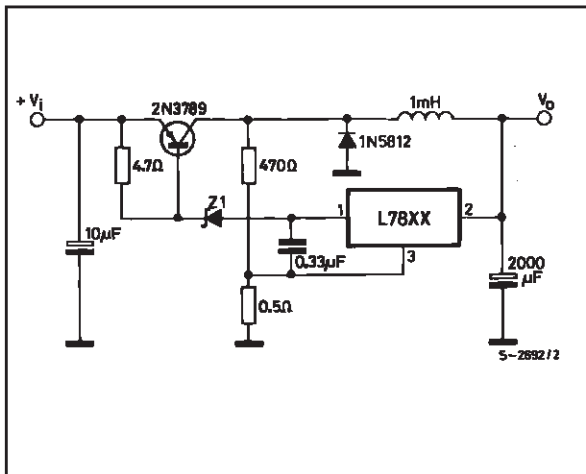 + Vi
2N3789
1mH
Vo
4.7Ω
470Ω
1N5812
Z1
1
L78XX
2
10µF
0.33µF
3
2000
µF
0.5Ω
S-2692/2